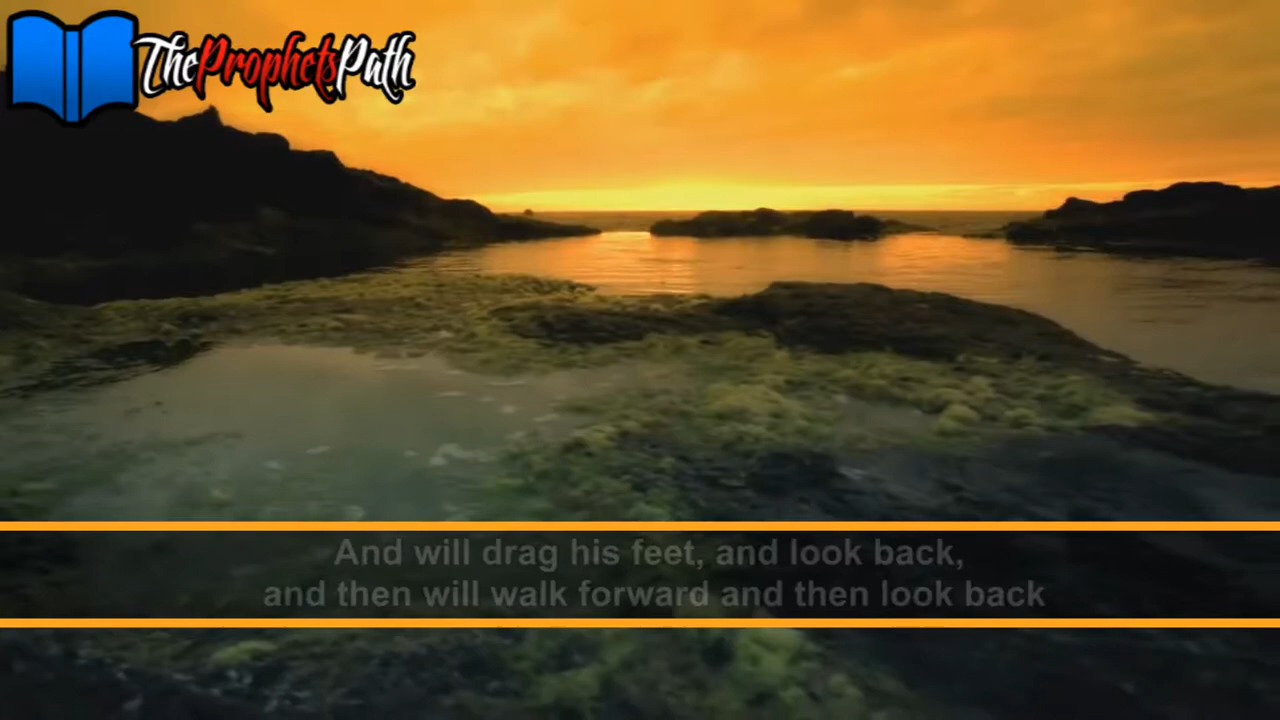 TheProphetsPath
And will drag his feet, and look back,
and then will walk forward and then look back